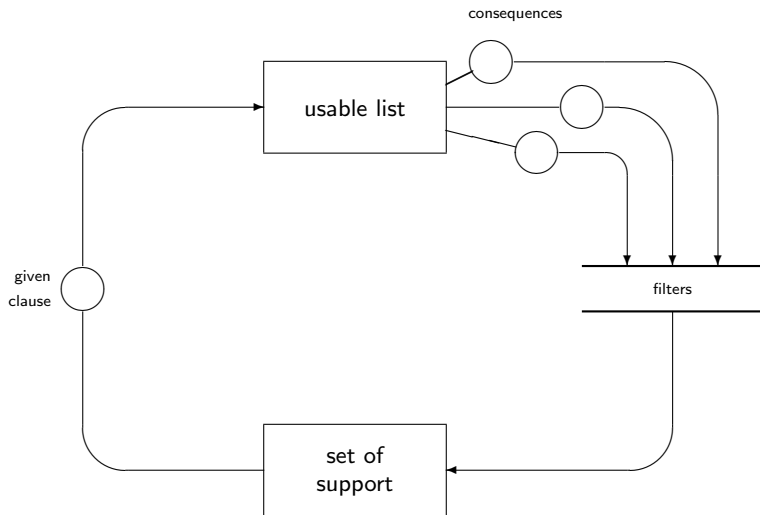 consequences
usable list
given
clause
filters
set of
support